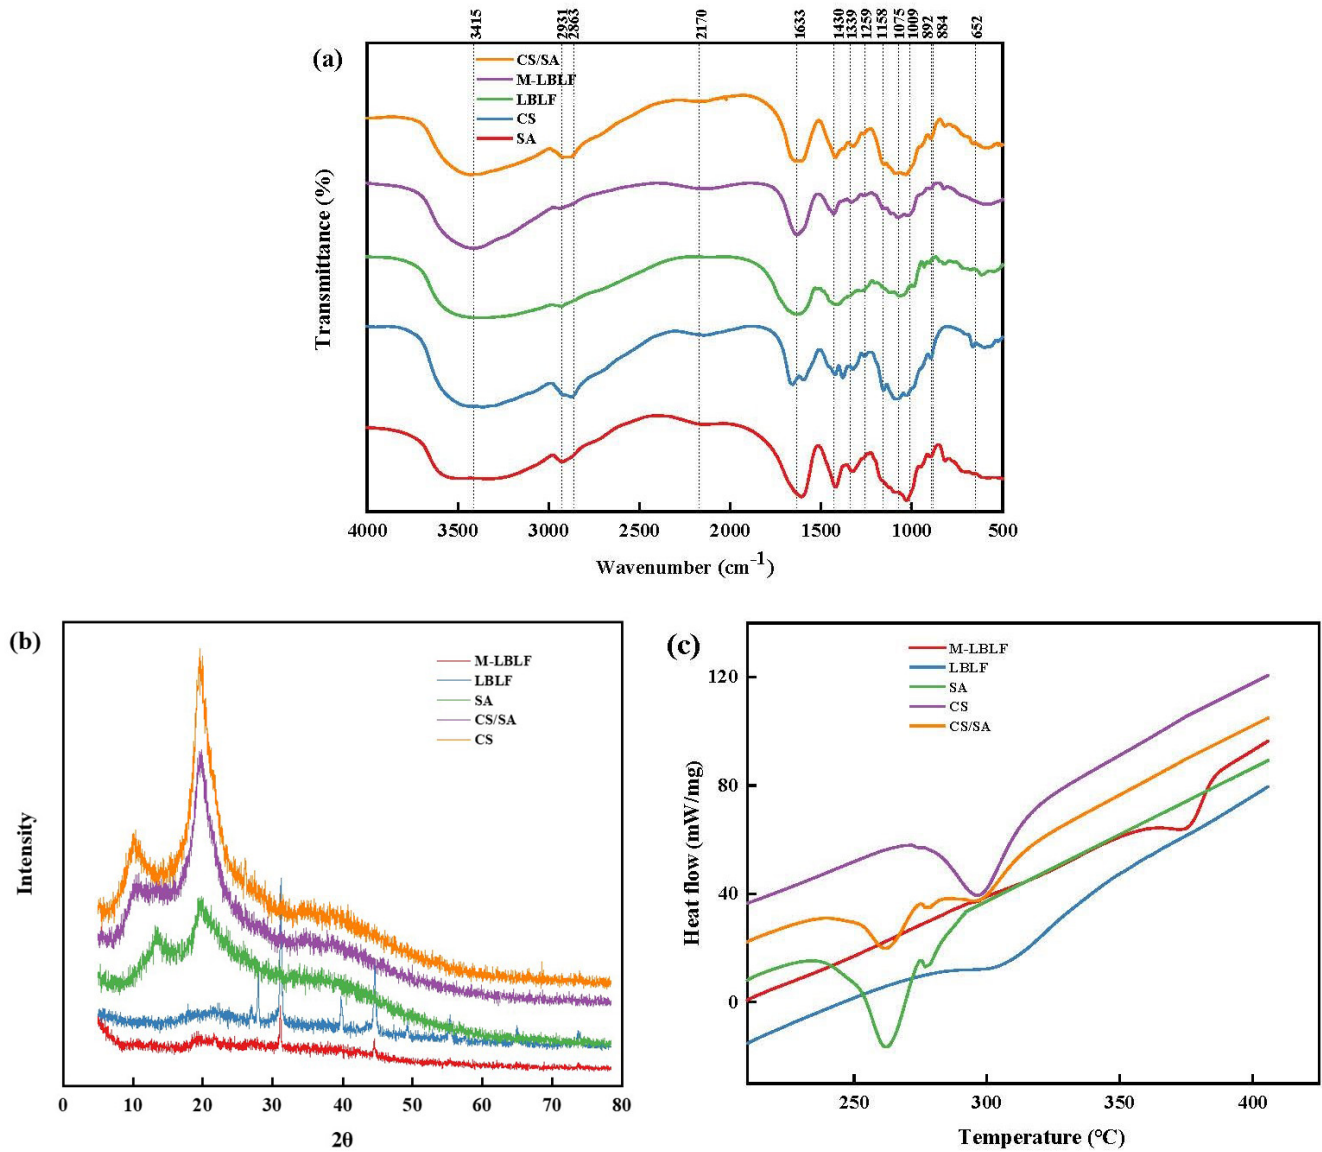 3415 2931 2863 2170 1633 1430 1339 1259 1158 1075 1009 892 884 652
(a)
CS/SA
M-LBLF
LBLF
CS
SA
Transmittance (%)
4000 3500 3000 2500 2000 1500 1000 500
Wavenumber (cm⁻¹)
(b)
M-LBLF
LBLF
SA
CS/SA
CS
Intensity
0 10 20 30 40 50 60 70 80
2θ
(c)
M-LBLF
LBLF
SA
CS
CS/SA
120
80
40
0
Heat flow (mW/mg)
250 300 350 400
Temperature (°C)